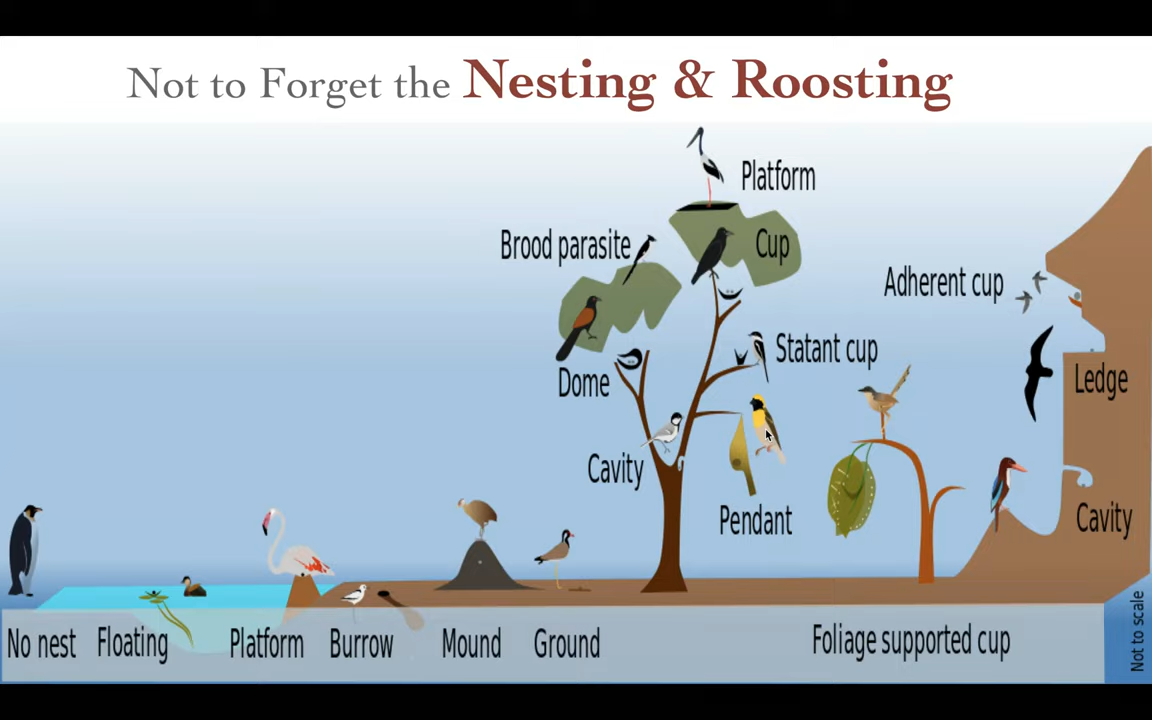 Not to Forget the Nesting & Roosting
Platform
Brood parasite
Cup
Adherent cup
Statant cup
Dome
Ledge
Cavity
Pendant
Cavity
No nest
Floating
Platform
Burrow
Mound
Ground
Foliage supported cup
Not to scale